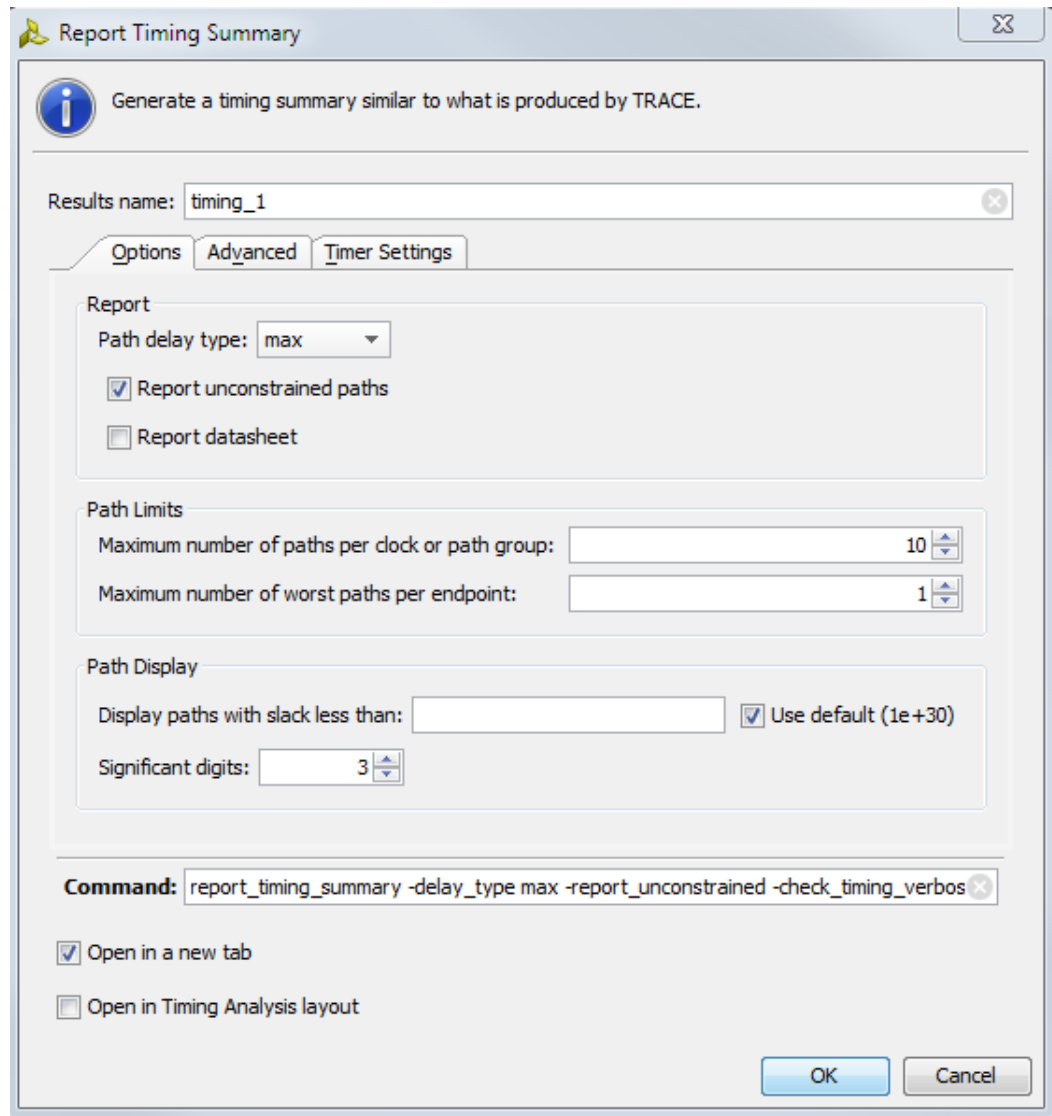 Report Timing Summary
Generate a timing summary similar to what is produced by TRACE.
Results name: timing_1
Options Advanced Timer Settings
Report
Path delay type: max
Report unconstrained paths
Report datasheet
Path Limits
Maximum number of paths per clock or path group: 10
Maximum number of worst paths per endpoint: 1
Path Display
Display paths with slack less than: Use default (1e+30)
Significant digits: 3
Command: report_timing_summary -delay_type max -report_unconstrained -check_timing_verbos
Open in a new tab
Open in Timing Analysis layout
OK Cancel